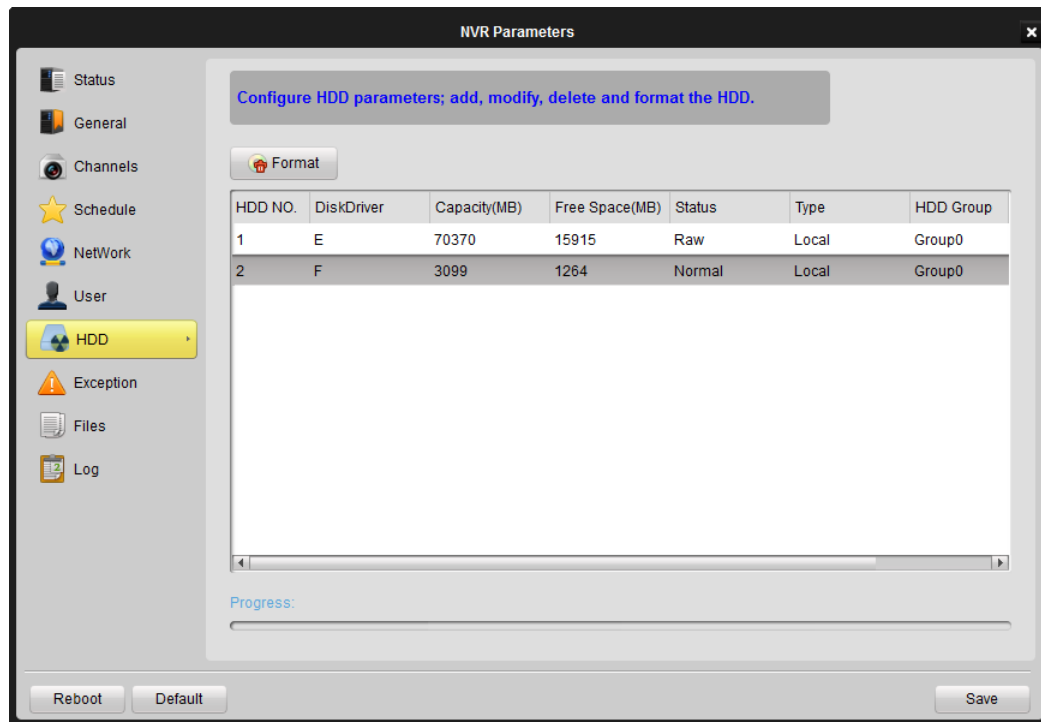 NVR Parameters
Status
General
Channels
Schedule
NetWork
User
HDD
Exception
Files
Log
Configure HDD parameters; add, modify, delete and format the HDD.
Format
HDD NO. DiskDriver Capacity(MB) Free Space(MB) Status Type HDD Group
1 E 70370 15915 Raw Local Group0
2 F 3099 1264 Normal Local Group0
Progress:
Reboot Default Save